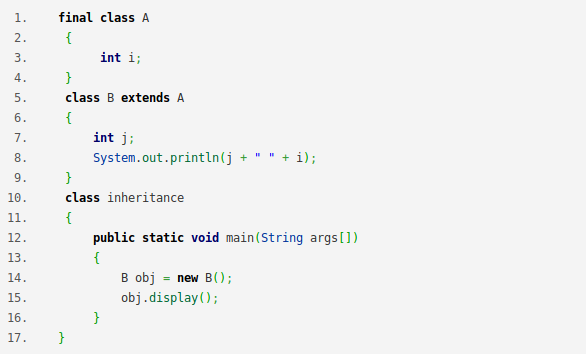 1. final class A
2. {
3. int i;
4. }
5. class B extends A
6. {
7. int j;
8. System.out.println(j + " " + i);
9. }
10. class inheritance
11. {
12. public static void main(String args[])
13. {
14. B obj = new B();
15. obj.display();
16. }
17. }